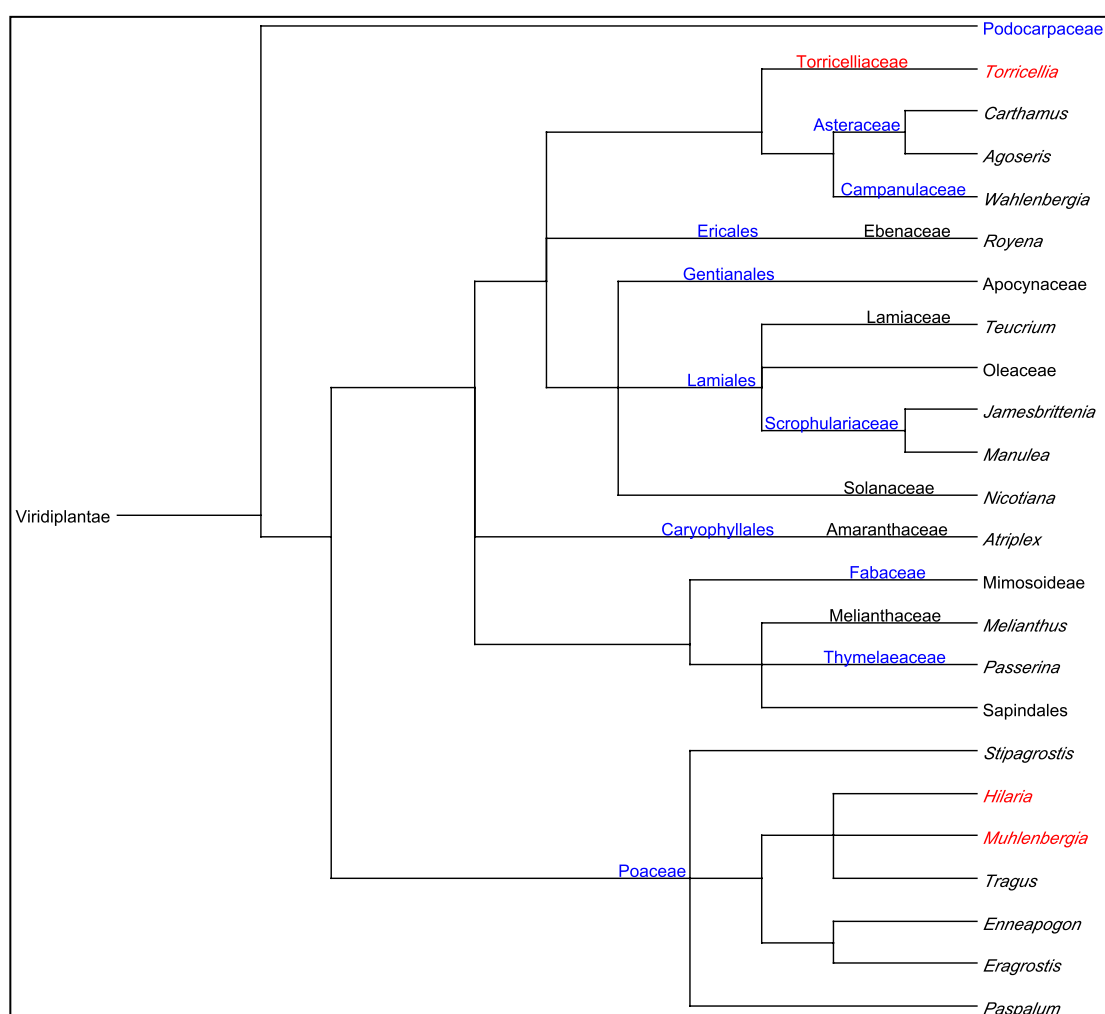 Podocarpaceae
Torricelliaceae
Torricellia
Carthamus
Asteraceae
Agoseris
Campanulaceae
Wahlenbergia
Ericales
Ebenaceae
Royena
Gentianales
Apocynaceae
Lamiaceae
Teucrium
Oleaceae
Lamiales
Jamesbrittenia
Scrophulariaceae
Manulea
Solanaceae
Nicotiana
Viridiplantae
Caryophyllales
Amaranthaceae
Atriplex
Fabaceae
Mimosoideae
Melianthaceae
Melianthus
Thymelaeaceae
Passerina
Sapindales
Stipagrostis
Hilaria
Muhlenbergia
Poaceae
Tragus
Enneapogon
Eragrostis
Paspalum